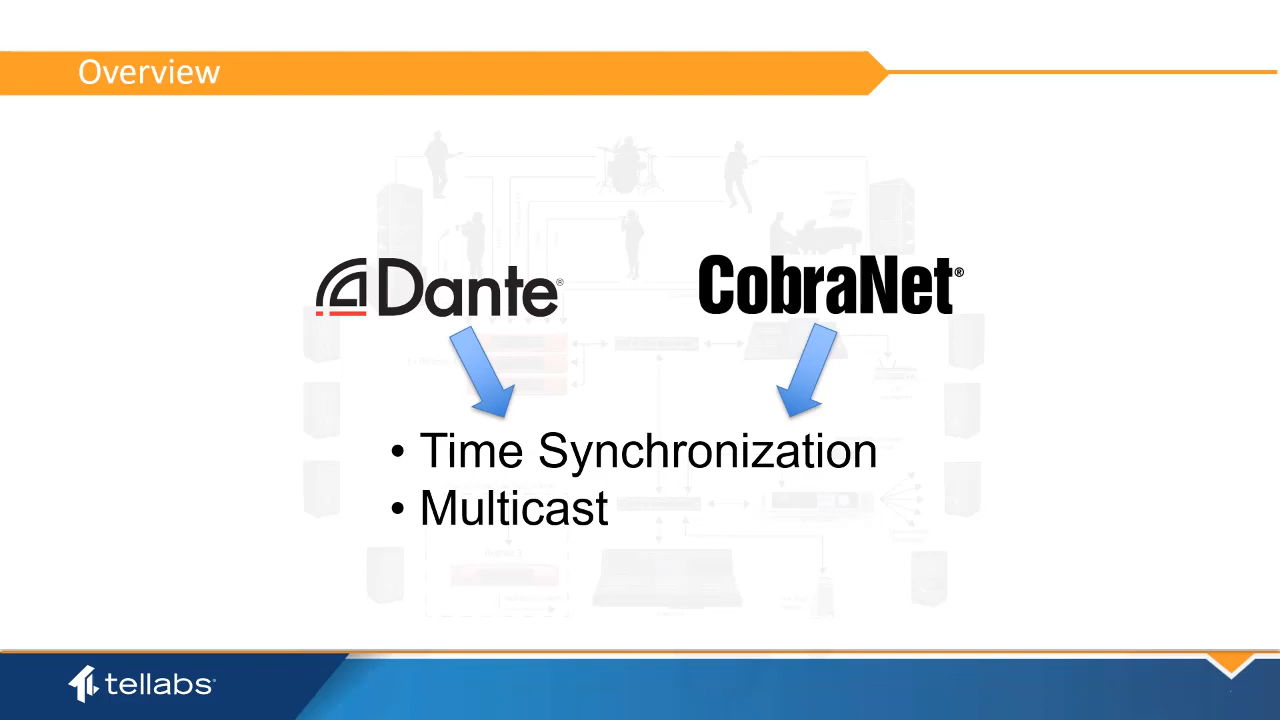 Overview
Dante®
CobraNet®
• Time Synchronization
• Multicast
tellabs